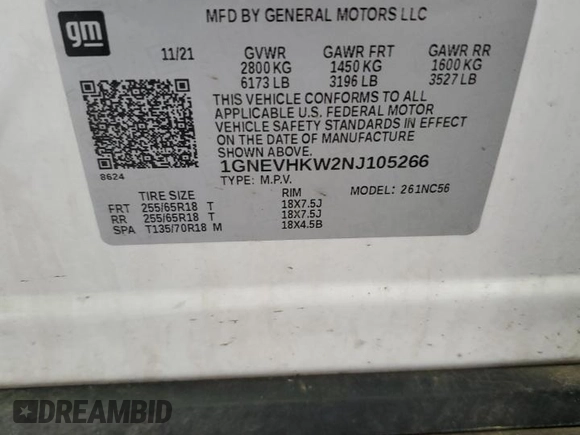 MFD BY GENERAL MOTORS LLC
gm
11/21 GVWR GAWR FRT GAWR RR
2800 KG 1450 KG 1600 KG
6173 LB 3196 LB 3527 LB
THIS VEHICLE CONFORMS TO ALL
APPLICABLE U.S. FEDERAL MOTOR
VEHICLE SAFETY STANDARDS IN EFFECT
ON THE DATE OF MANUFACTURE
SHOWN ABOVE.
8624
1GNEVHKW2NJ105266
TYPE: M.P.V.
MODEL: 261NC56
TIRE SIZE RIM
FRT 255/65R18 T 18X7.5J
RR 255/65R18 T 18X7.5J
SPA T135/70R18 M 18X4.5B
DREAMBID